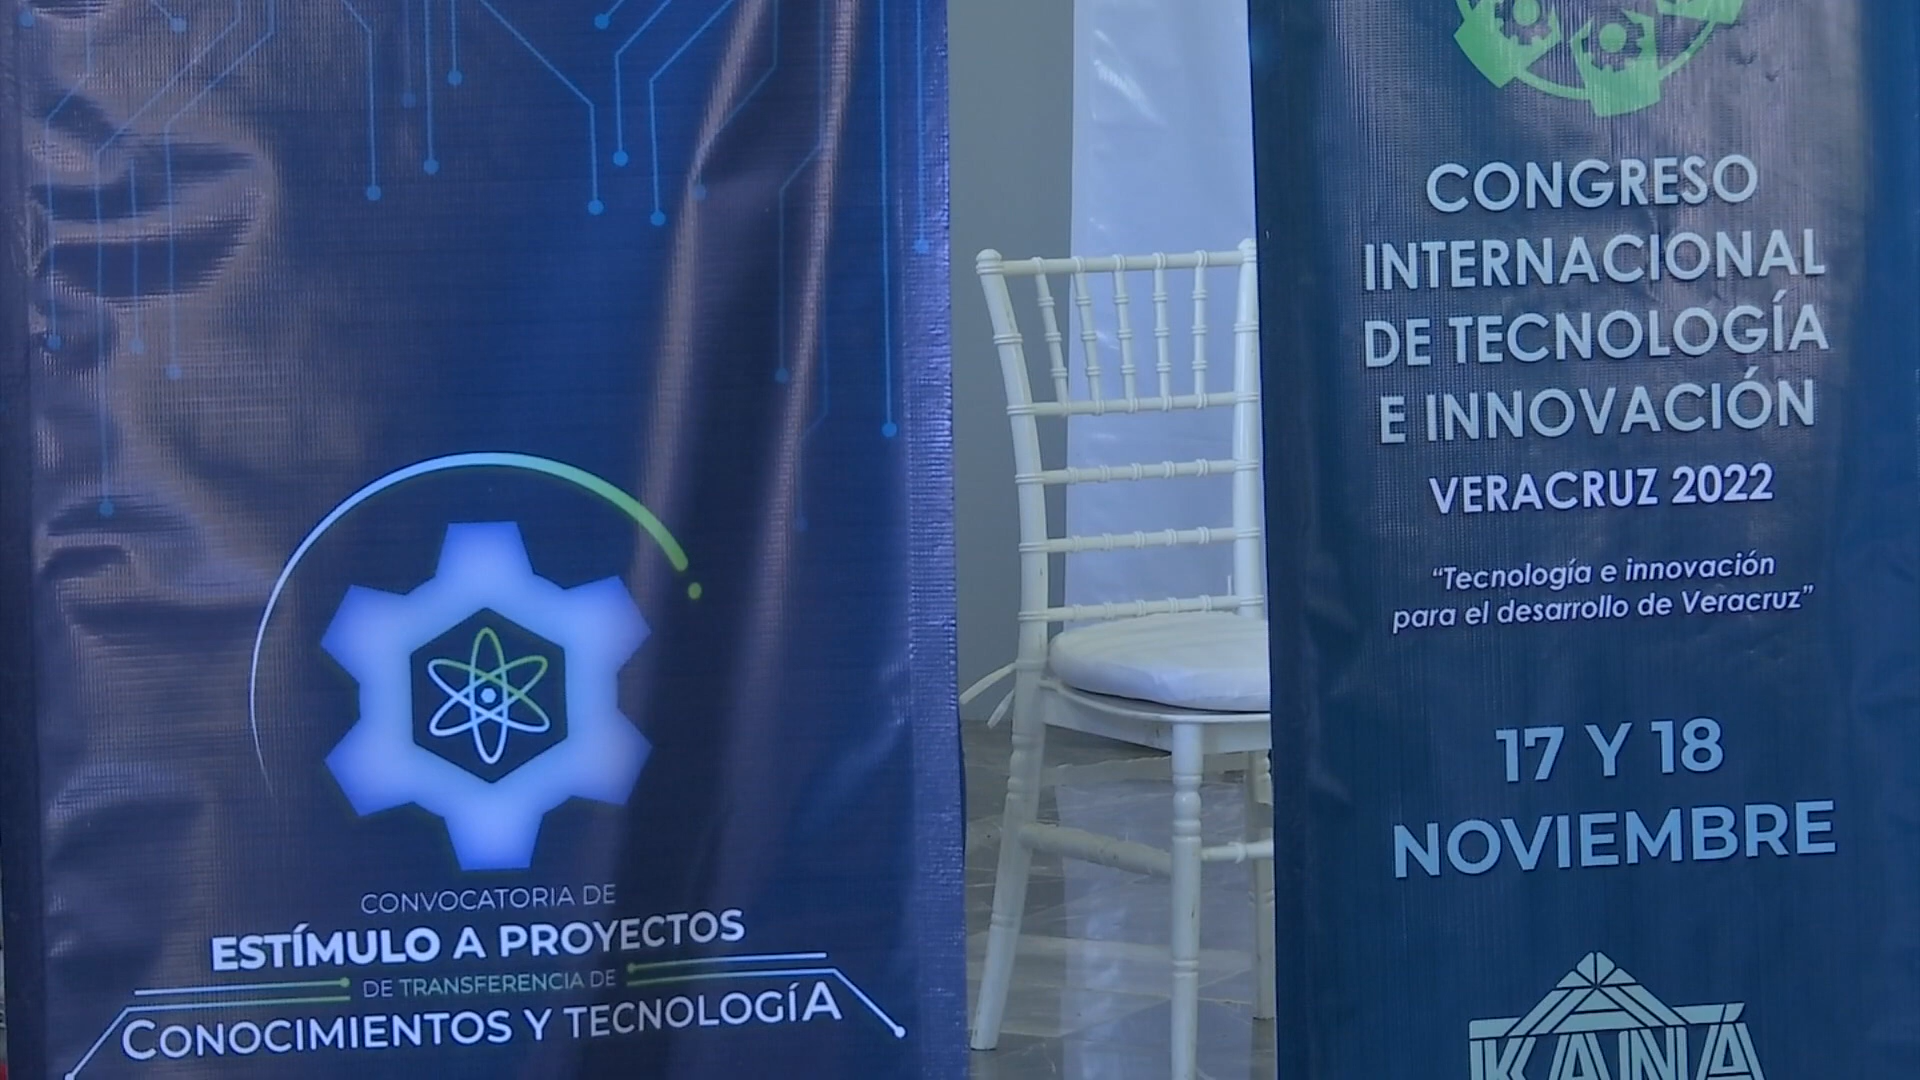 CONVOCATORIA DE
ESTÍMULO A PROYECTOS
DE TRANSFERENCIA DE
CONOCIMIENTOS Y TECNOLOGÍA
CONGRESO
INTERNACIONAL
DE TECNOLOGÍA
E INNOVACIÓN
VERACRUZ 2022
“Tecnología e innovación
para el desarrollo de Veracruz”
17 Y 18
NOVIEMBRE
KANÁ